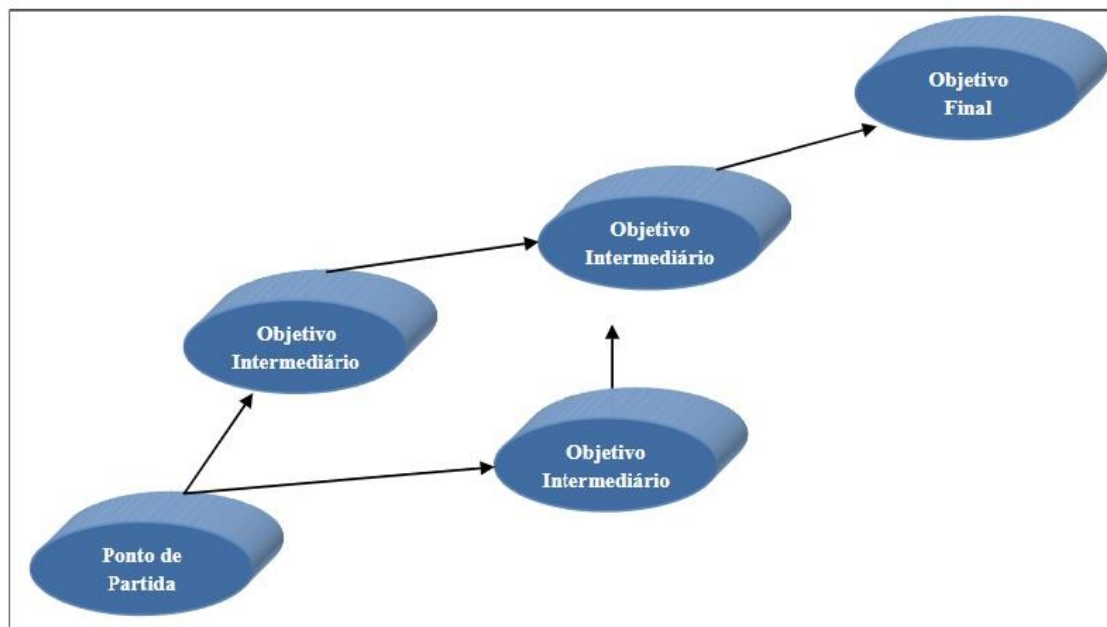 Objetivo
Final
Objetivo
Intermediário
Objetivo
Intermediário
Objetivo
Intermediário
Ponto de
Partida